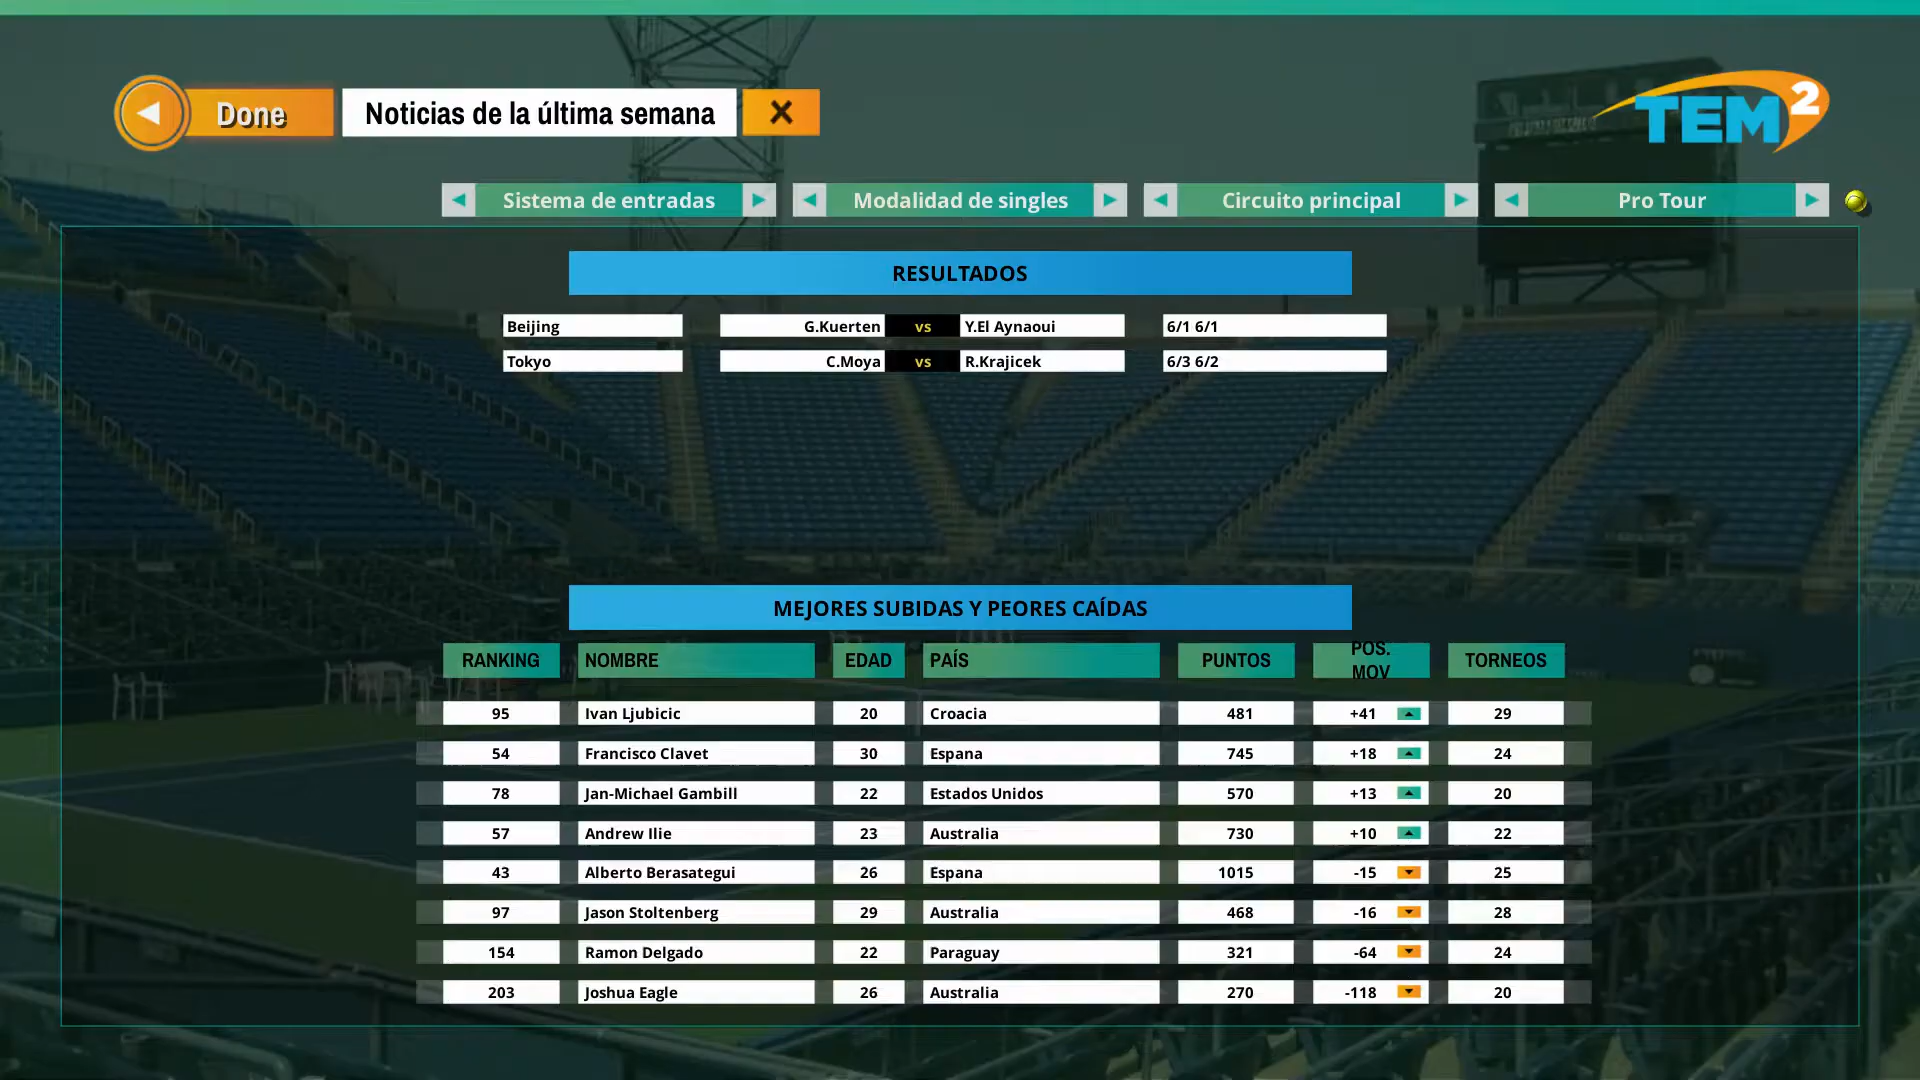 Done
Noticias de la última semana
TEM2
Sistema de entradas
Modalidad de singles
Circuito principal
Pro Tour
RESULTADOS
Beijing G.Kuerten vs Y.El Aynaoui 6/1 6/1
Tokyo C.Moya vs R.Krajicek 6/3 6/2
MEJORES SUBIDAS Y PEORES CAÍDAS
RANKING NOMBRE EDAD PAÍS PUNTOS POS. MOV TORNEOS
95 Ivan Ljubicic 20 Croacia 481 +41 29
54 Francisco Clavet 30 Espana 745 +18 24
78 Jan-Michael Gambill 22 Estados Unidos 570 +13 20
57 Andrew Ilie 23 Australia 730 +10 22
43 Alberto Berasategui 26 Espana 1015 -15 25
97 Jason Stoltenberg 29 Australia 468 -16 28
154 Ramon Delgado 22 Paraguay 321 -64 24
203 Joshua Eagle 26 Australia 270 -118 20